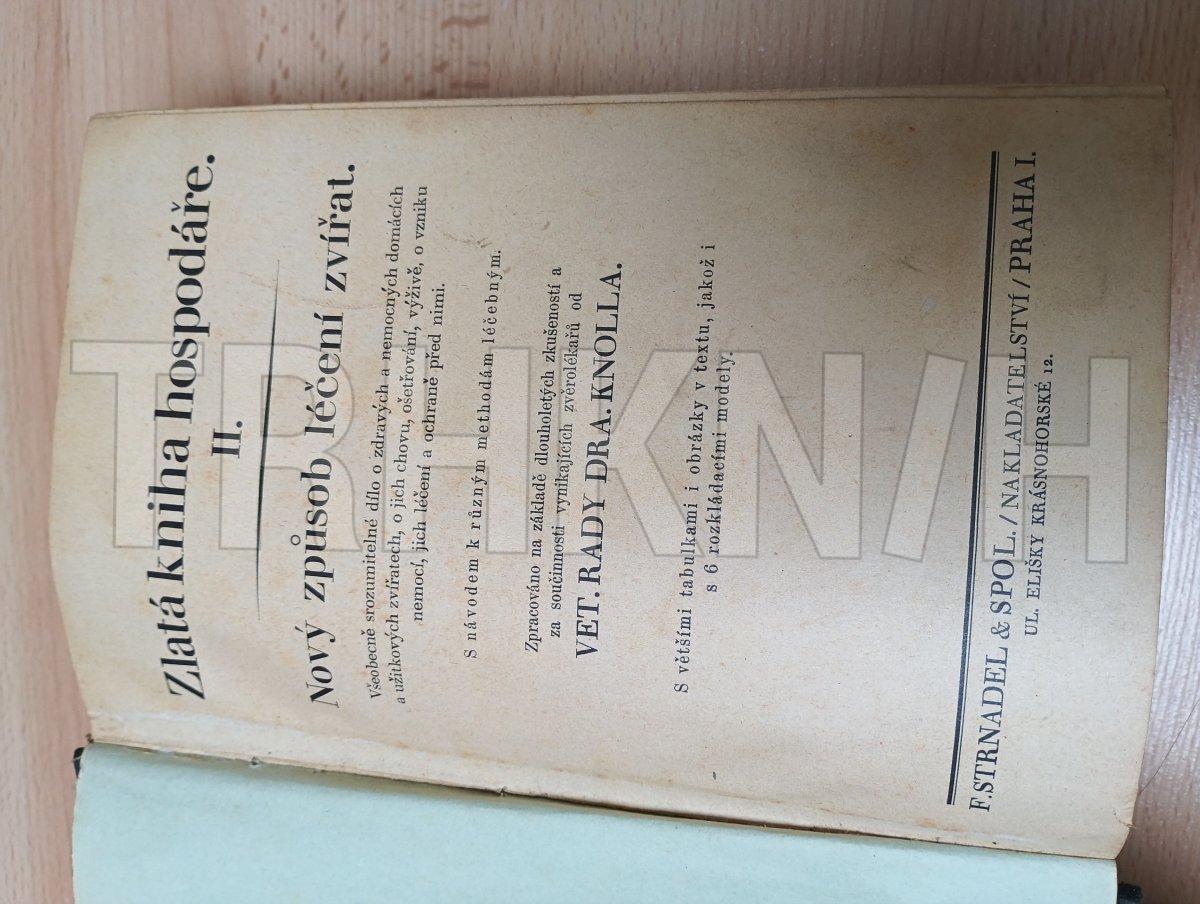 Zlatá kniha hospodáře.
II.
Nový způsob léčení zvířat.
Všeobecně srozumitelné dílo o zdravých a nemocných domácích
a užitkových zvířatech, o jich chovu, ošetřování, výživě, o vzniku
nemocí, jich léčení a ochraně před nimi.
S návodem k různým methodám léčebným.
Zpracováno na základě dlouholetých zkušeností a
za součinnosti vynikajících zvěrolékařů od
VET. RADY DRA. KNOLLA.
S většími tabulkami i obrázky v textu, jakož i
s 6 rozkládacími modely.
F. STRNADEL & SPOL. / NAKLADATELSTVÍ / PRAHA I.
UL. ELIŠKY KRÁSNOHORSKÉ 12.
TRHKNIH